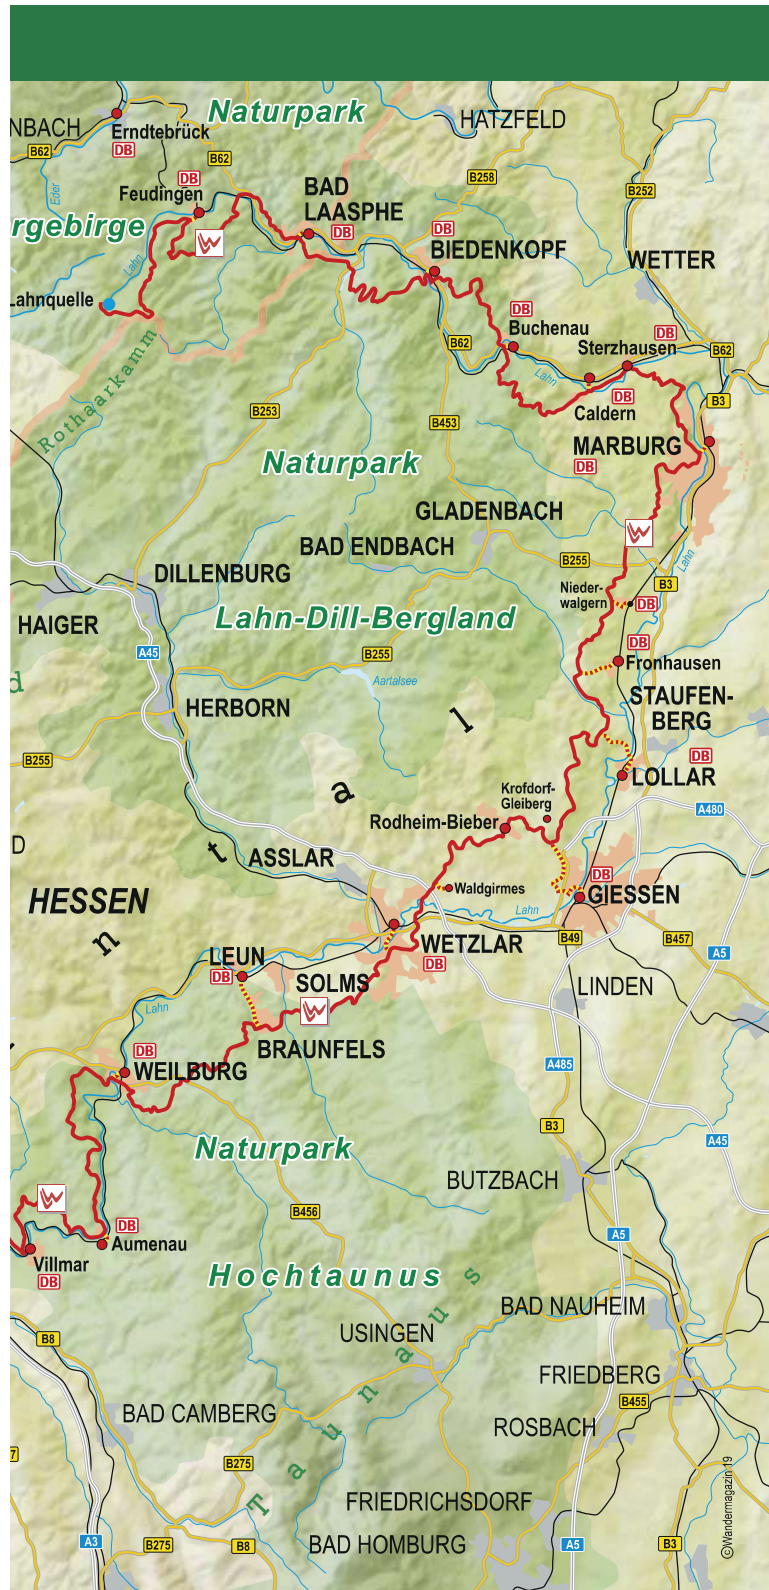 Naturpark
HATZFELD
NBACH
Erndtebrück
B62
DB
B62
DB
B258
B252
Eder
Feudingen
BAD
LAASPHE
DB
DB
rgebirge
BIEDENKOPF
WETTER
Lahn
Lahnquelle
DB
Buchenau
DB
Sterzhausen
B62
B62
Rothaarkamm
Lahn
DB
Caldern
B3
B253
B453
MARBURG
DB
Naturpark
GLADENBACH
BAD ENDBACH
B255
Lahn
DILLENBURG
B3
Nieder-
walgern
DB
Lahn-Dill-Bergland
HAIGER
A45
DB
B255
Fronhausen
Aartalsee
d
STAUFEN-
BERG
HERBORN
l
B255
DB
LOLLAR
a
Krofdorf-
Gleiberg
A480
Rodheim-Bieber
D
t
ASSLAR
DB
Waldgirmes
GIESSEN
HESSEN
Lahn
n
B49
B457
WETZLAR
A5
LEUN
DB
DB
SOLMS
LINDEN
Lahn
BRAUNFELS
DB
WEILBURG
A485
B3
A45
Naturpark
BUTZBACH
B456
DB
Aumenau
A5
Villmar
DB
Hochtaunus
BAD NAUHEIM
USINGEN
B8
FRIEDBERG
B455
BAD CAMBERG
ROSBACH
7
B275
Taunus
FRIEDRICHSDORF
©Wandermagazin 19
A3
B275
B8
BAD HOMBURG
A5
B3